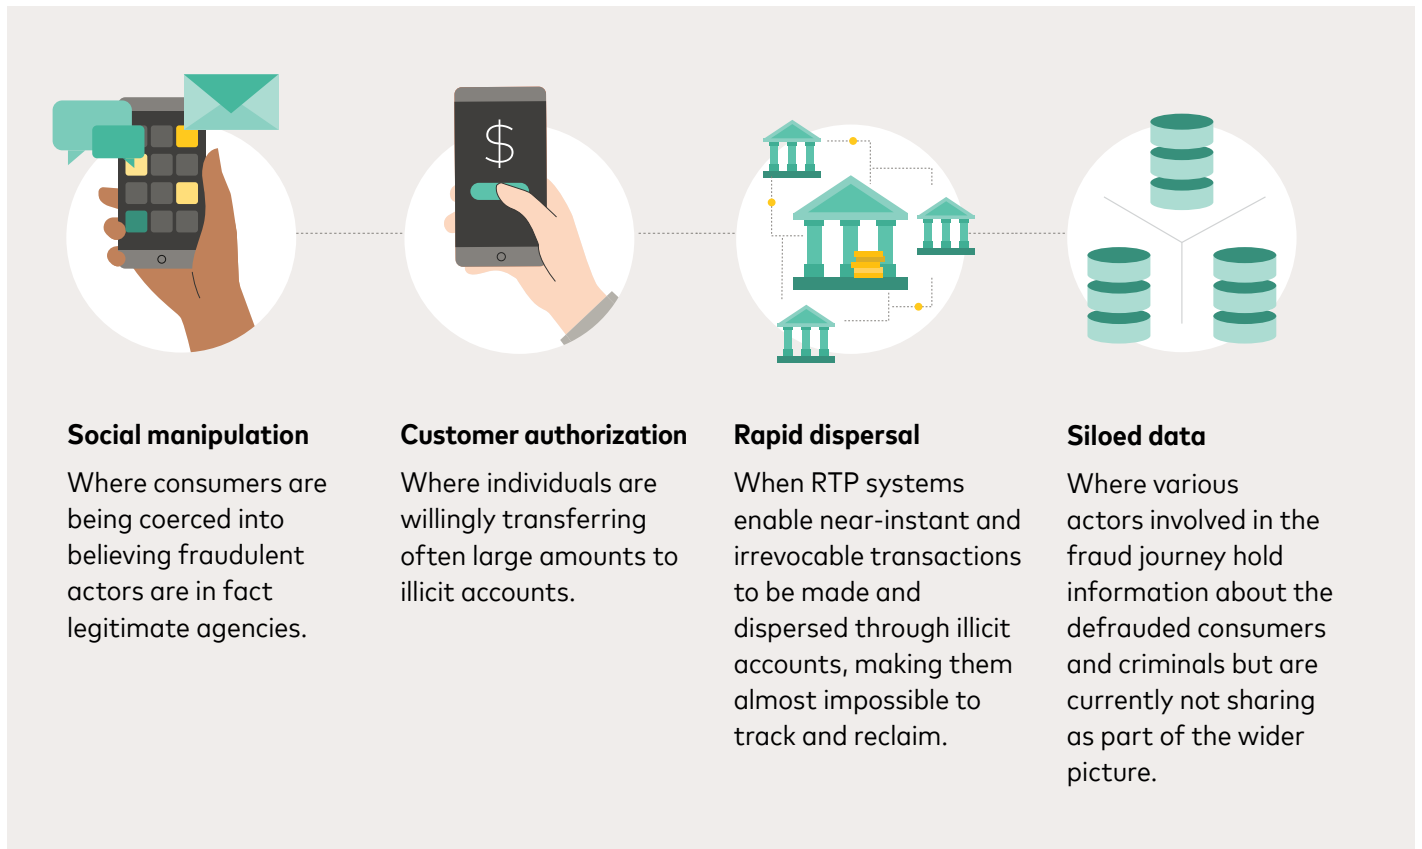 $
Social manipulation
Where consumers are
being coerced into
believing fraudulent
actors are in fact
legitimate agencies.
Customer authorization
Where individuals are
willingly transferring
often large amounts to
illicit accounts.
Rapid dispersal
When RTP systems
enable near-instant and
irrevocable transactions
to be made and
dispersed through illicit
accounts, making them
almost impossible to
track and reclaim.
Siloed data
Where various
actors involved in the
fraud journey hold
information about the
defrauded consumers
and criminals but are
currently not sharing
as part of the wider
picture.